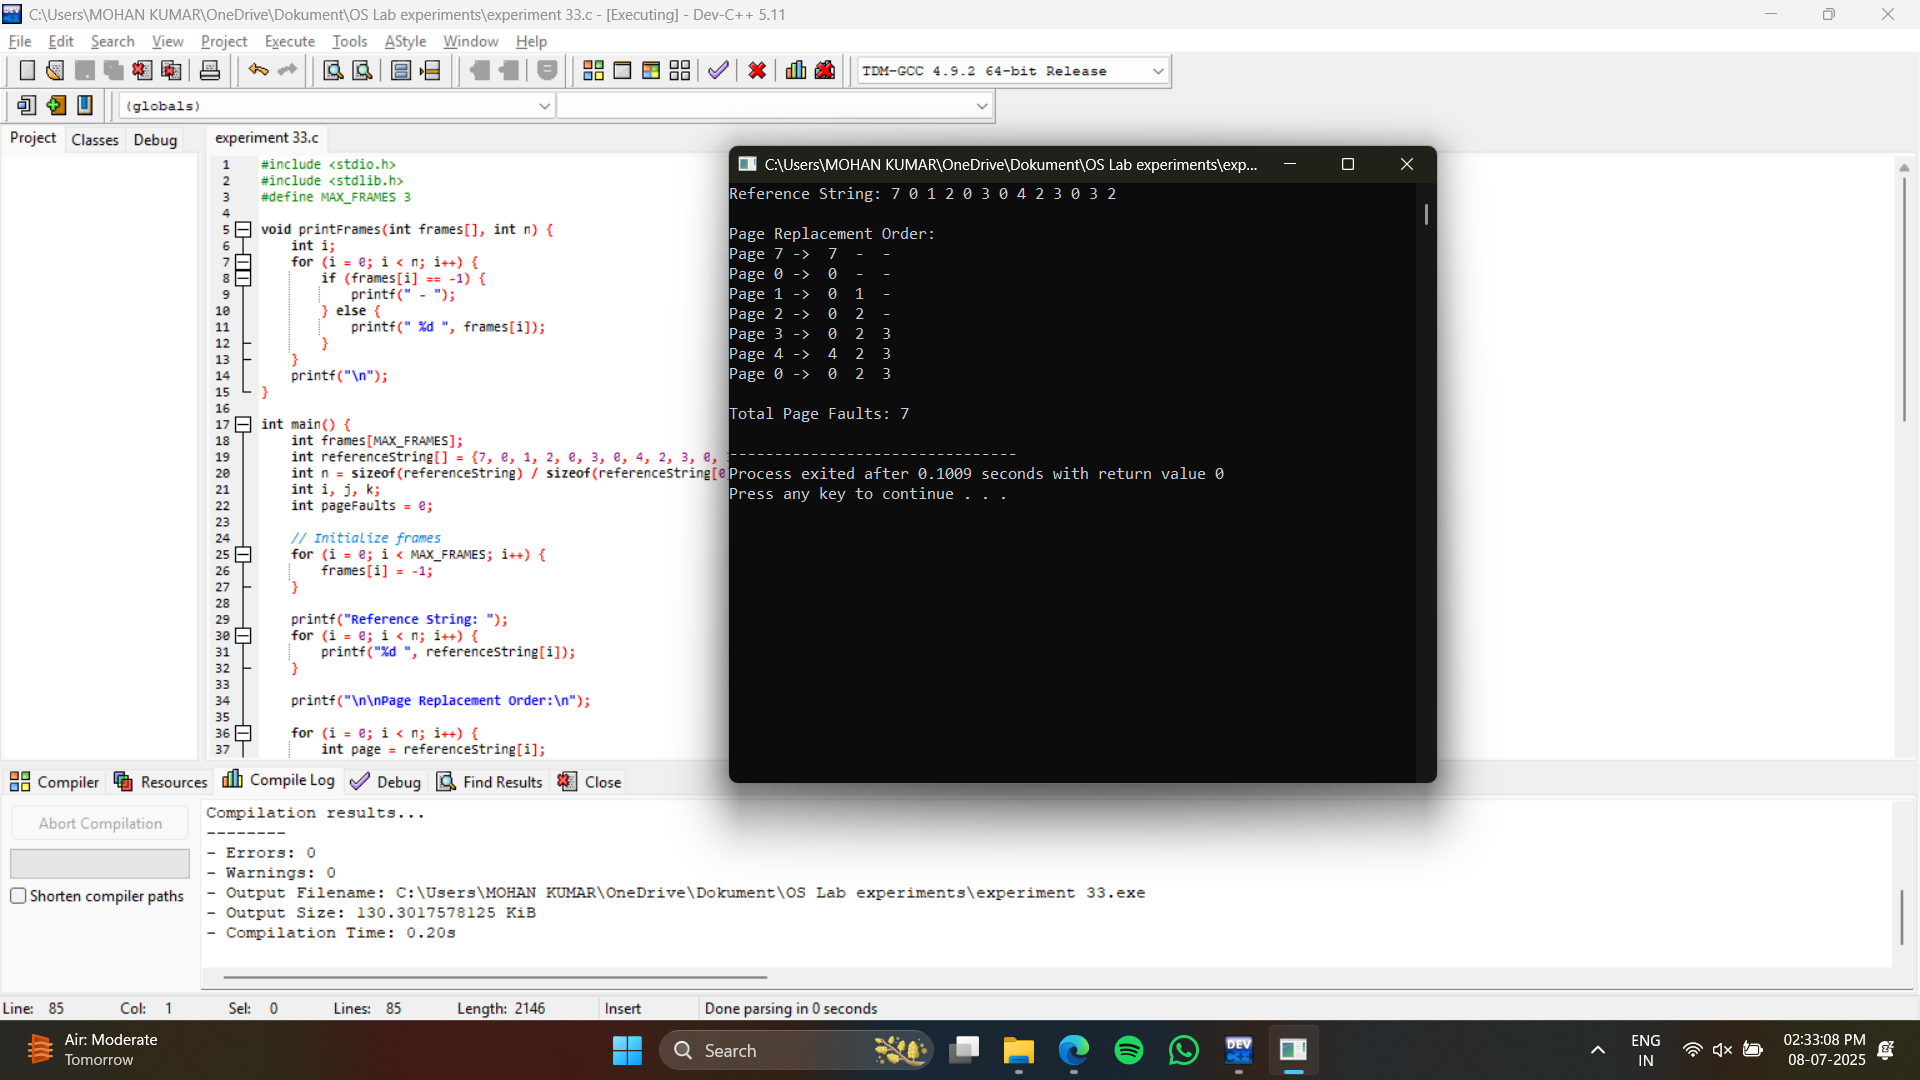 C:\Users\MOHAN KUMAR\OneDrive\Dokument\OS Lab experiments\experiment 33.c - [Executing] - Dev-C++ 5.11
File Edit Search View Project Execute Tools AStyle Window Help
TDM-GCC 4.9.2 64-bit Release
(globals)
Project Classes Debug
experiment 33.c
1 #include <stdio.h>
2 #include <stdlib.h>
3 #define MAX_FRAMES 3
4
5 void printFrames(int frames[], int n) {
6 int i;
7 for (i = 0; i < n; i++) {
8 if (frames[i] == -1) {
9 printf(" - ");
10 } else {
11 printf(" %d ", frames[i]);
12 }
13 }
14 printf("\n");
15 }
16
17 int main() {
18 int frames[MAX_FRAMES];
19 int referenceString[] = {7, 0, 1, 2, 0, 3, 0, 4, 2, 3, 0,
20 int n = sizeof(referenceString) / sizeof(referenceString[0
21 int i, j, k;
22 int pageFaults = 0;
23
24 // Initialize frames
25 for (i = 0; i < MAX_FRAMES; i++) {
26 frames[i] = -1;
27 }
28
29 printf("Reference String: ");
30 for (i = 0; i < n; i++) {
31 printf("%d ", referenceString[i]);
32 }
33
34 printf("\n\nPage Replacement Order:\n");
35
36 for (i = 0; i < n; i++) {
37 int page = referenceString[i];
C:\Users\MOHAN KUMAR\OneDrive\Dokument\OS Lab experiments\exp...
Reference String: 7 0 1 2 0 3 0 4 2 3 0 3 2
Page Replacement Order:
Page 7 -> 7 - -
Page 0 -> 0 - -
Page 1 -> 0 1 -
Page 2 -> 0 2 -
Page 3 -> 0 2 3
Page 4 -> 4 2 3
Page 0 -> 0 2 3
Total Page Faults: 7
--------------------------------
Process exited after 0.1009 seconds with return value 0
Press any key to continue . . .
Compiler Resources Compile Log Debug Find Results Close
Abort Compilation
Shorten compiler paths
Compilation results...
--------
- Errors: 0
- Warnings: 0
- Output Filename: C:\Users\MOHAN KUMAR\OneDrive\Dokument\OS Lab experiments\experiment 33.exe
- Output Size: 130.3017578125 KiB
- Compilation Time: 0.20s
Line: 85 Col: 1 Sel: 0 Lines: 85 Length: 2146 Insert Done parsing in 0 seconds
Air: Moderate
Tomorrow
Search
DEV
ENG
IN
02:33:08 PM
08-07-2025